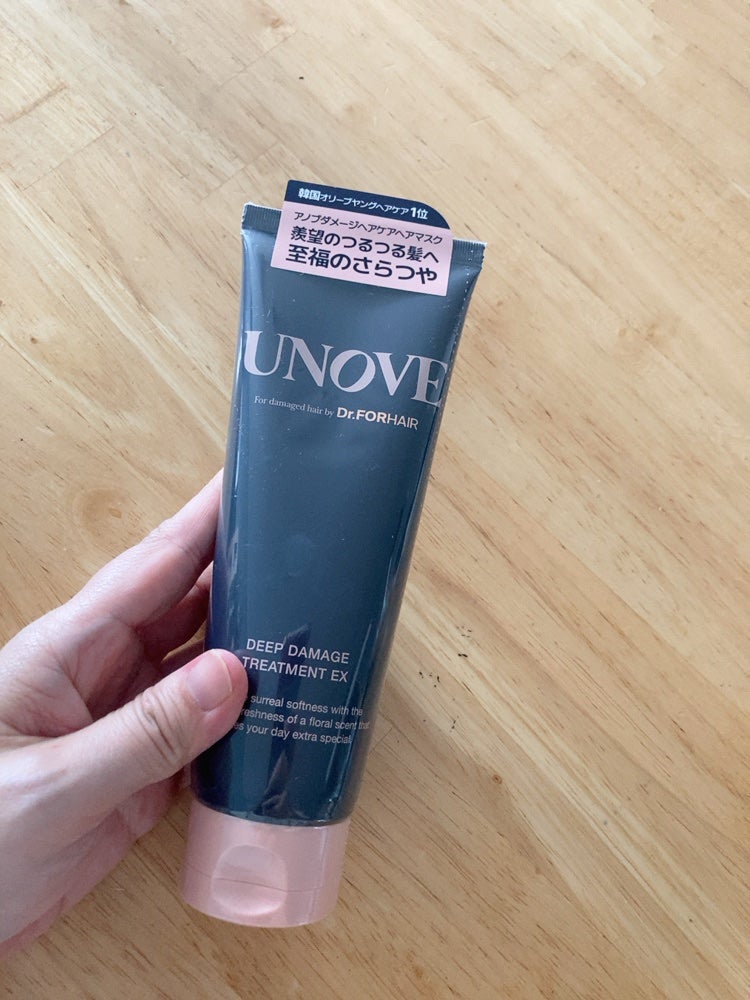 韓国オリーブヤングヘアケア1位
アノブダメージヘアケアヘアマスク
羨望のつるつる髪へ
至福のさらつや
UNOVE
For damaged hair by Dr.FORHAIR
DEEP DAMAGE
TREATMENT EX
surreal softness with the
freshness of a floral scent that
your day extra special